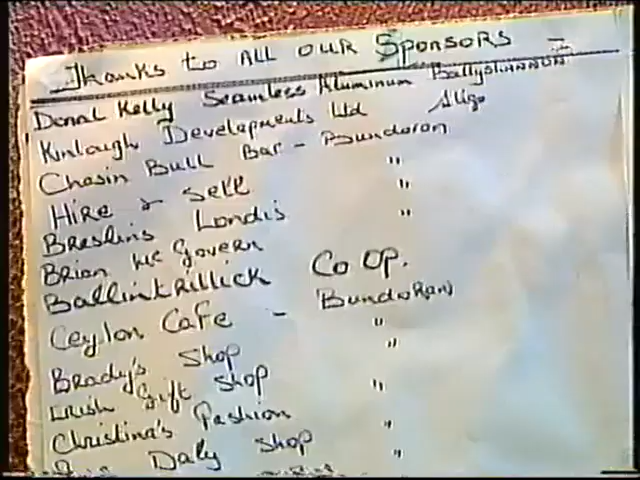 Thanks to ALL OUR Sponsors -
Donal Kelly Seamless Aluminum Ballyshannon
Kinlough Developments Ltd Sligo
Chasin Bull Bar - Bundoran
Hire & Sell "
Breslins Londis "
Brian Mc Govern "
Ballintrillick CO OP.
Ceylon Cafe - Bundoran
Brady's Shop "
Irish Gift Shop "
Christina's Fashion "
Daly Shop "
"